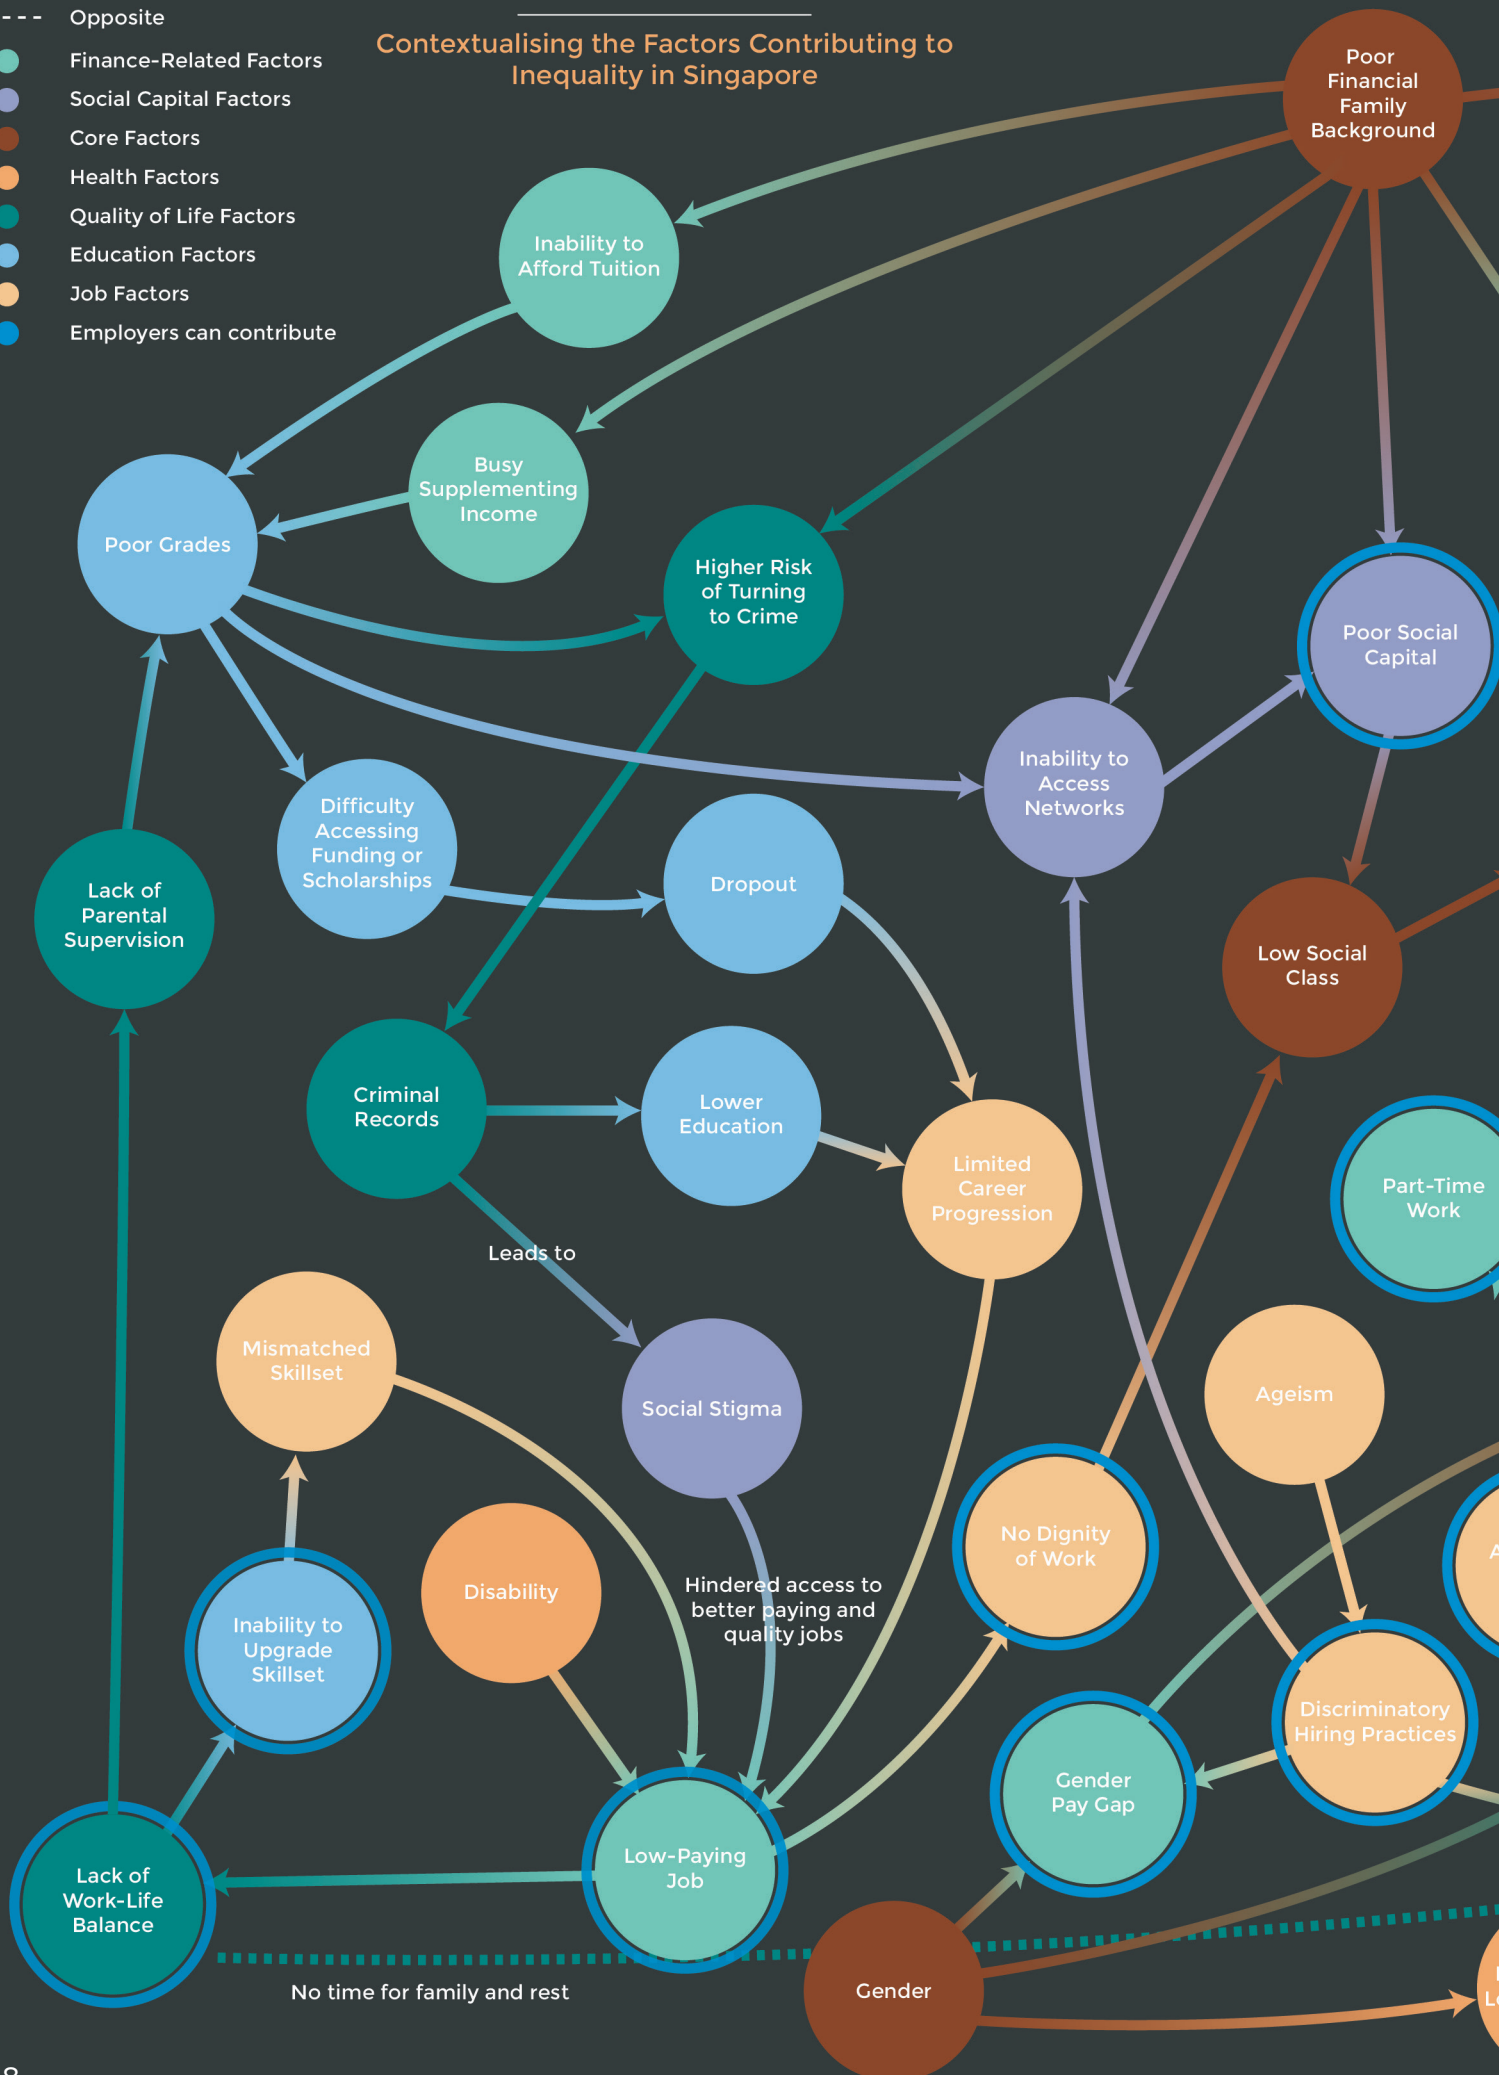 Opposite
Finance-Related Factors
Social Capital Factors
Core Factors
Health Factors
Quality of Life Factors
Education Factors
Job Factors
Employers can contribute
Contextualising the Factors Contributing to
Inequality in Singapore
Poor
Financial
Family
Background
Inability to
Afford Tuition
Busy
Supplementing
Income
Poor Grades
Higher Risk
of Turning
to Crime
Poor Social
Capital
Inability to
Access
Networks
Difficulty
Accessing
Funding or
Scholarships
Dropout
Lack of
Parental
Supervision
Low Social
Class
Criminal
Records
Lower
Education
Limited
Career
Progression
Part-Time
Work
Leads to
Mismatched
Skillset
Social Stigma
Ageism
No Dignity
of Work
Disability
Hindered access to
better paying and
quality jobs
Inability to
Upgrade
Skillset
Discriminatory
Hiring Practices
Gender
Pay Gap
Low-Paying
Job
Lack of
Work-Life
Balance
No time for family and rest
Gender